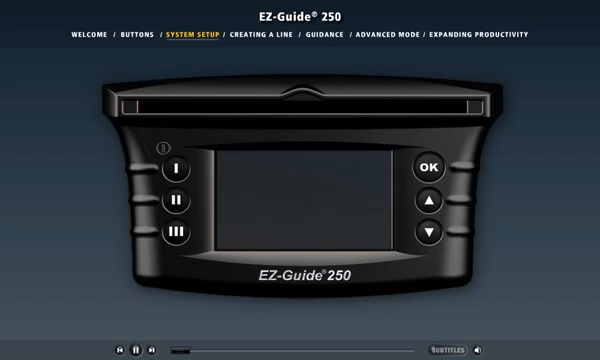 EZ-Guide® 250
WELCOME / BUTTONS / SYSTEM SETUP / CREATING A LINE / GUIDANCE / ADVANCED MODE / EXPANDING PRODUCTIVITY
I
OK
II
III
EZ-Guide®250
SUBTITLES